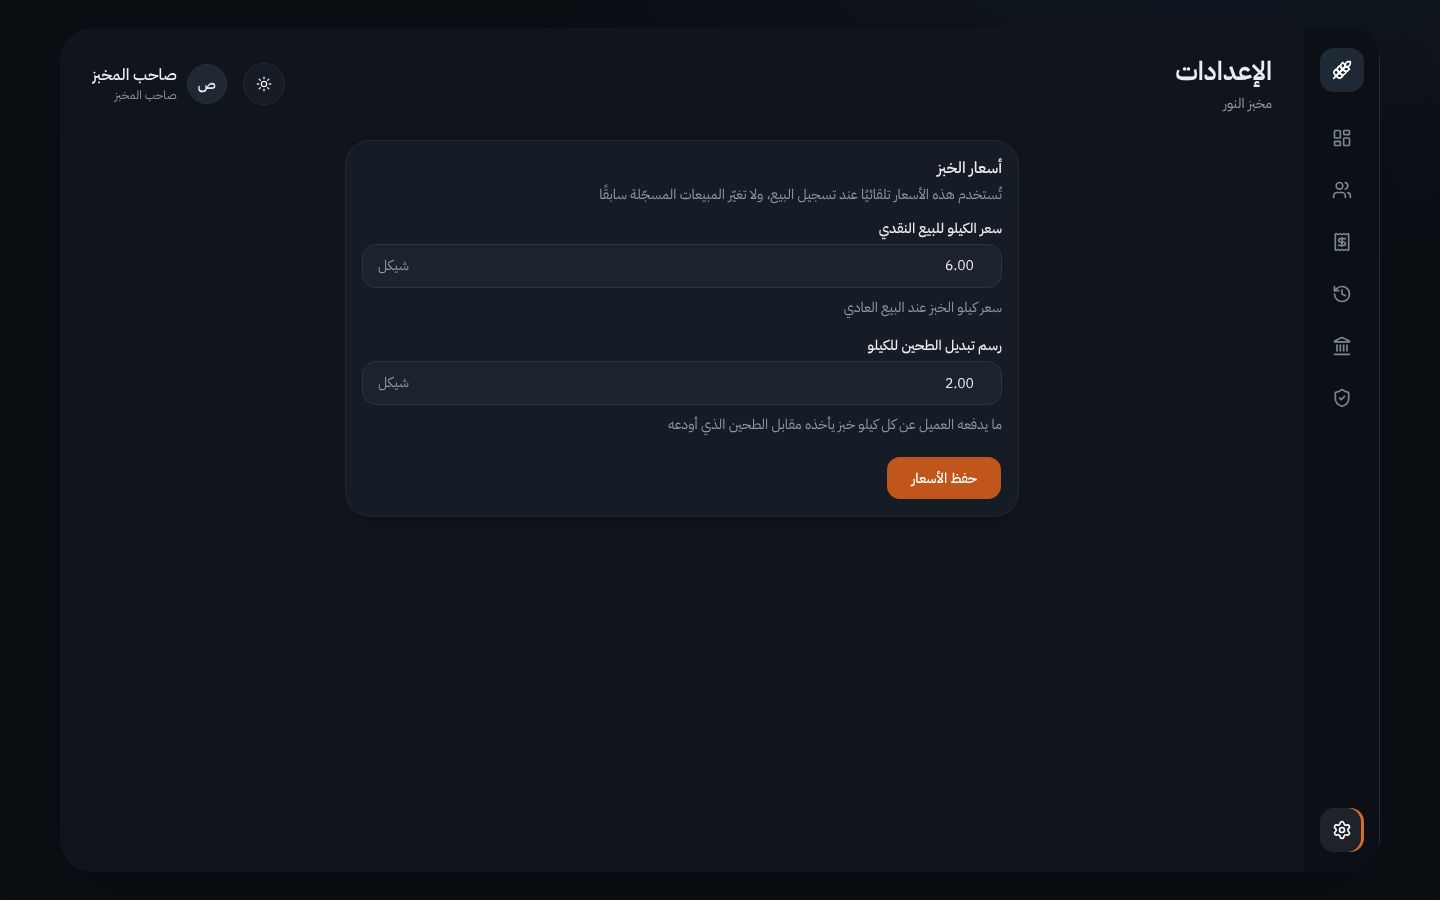 الإعدادات
مخبز النور
صاحب المخبز
صاحب المخبز
ص
أسعار الخبز
تُستخدم هذه الأسعار تلقائيًا عند تسجيل البيع، ولا تغيّر المبيعات المسجّلة سابقًا
سعر الكيلو للبيع النقدي
6.00 شيكل
سعر كيلو الخبز عند البيع العادي
رسم تبديل الطحين للكيلو
2.00 شيكل
ما يدفعه العميل عن كل كيلو خبز يأخذه مقابل الطحين الذي أودعه
حفظ الأسعار